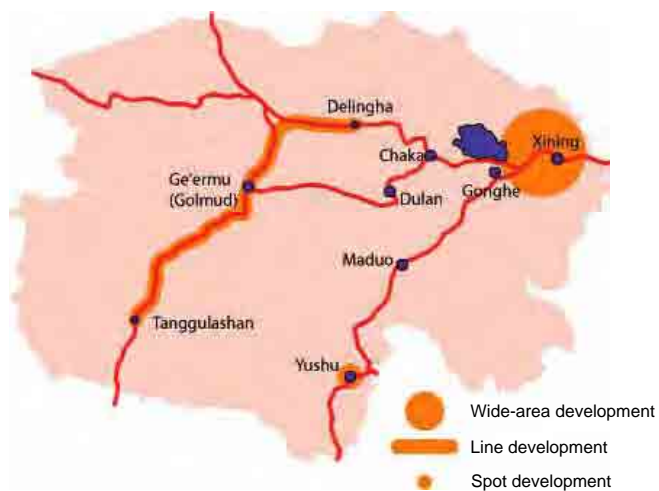 Delingha
Xining
Chaka
Gonghe
Ge'ermu
(Golmud)
Dulan
Maduo
Tanggulashan
Yushu
Wide-area development
Line development
Spot development